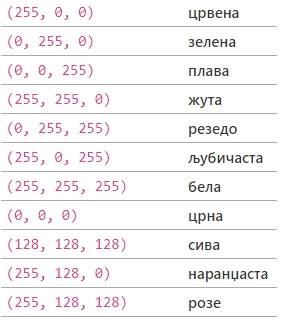 (255, 0, 0) црвена
(0, 255, 0) зелена
(0, 0, 255) плава
(255, 255, 0) жута
(0, 255, 255) резедо
(255, 0, 255) љубичаста
(255, 255, 255) бела
(0, 0, 0) црна
(128, 128, 128) сива
(255, 128, 0) наранџаста
(255, 128, 128) розе